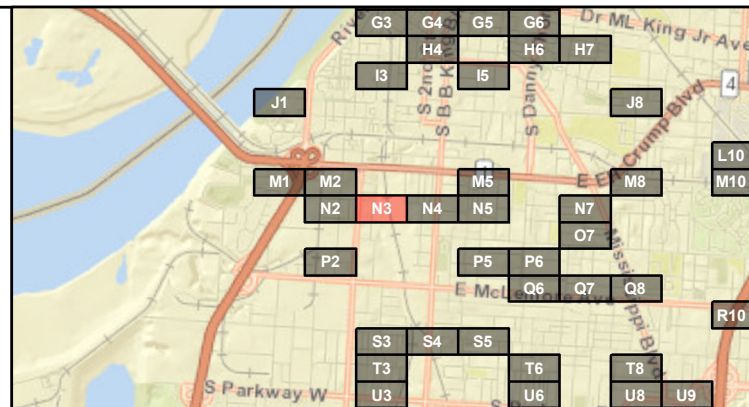 G3 G4 G5 G6
Dr ML King Jr Ave
H4 H6 H7
S 2nd
S B B King
S Danny
I3 I5
J1 J8
4
E EH Crump Blvd
L10
M1 M2 M5 M8 M10
N2 N3 N4 N5 N7
O7
Mississippi Blvd
P2 P5 P6
E McLemore Ave
Q6 Q7 Q8
R10
S3 S4 S5
T3 T6 T8
S Parkway W
U3 U6 U8 U9